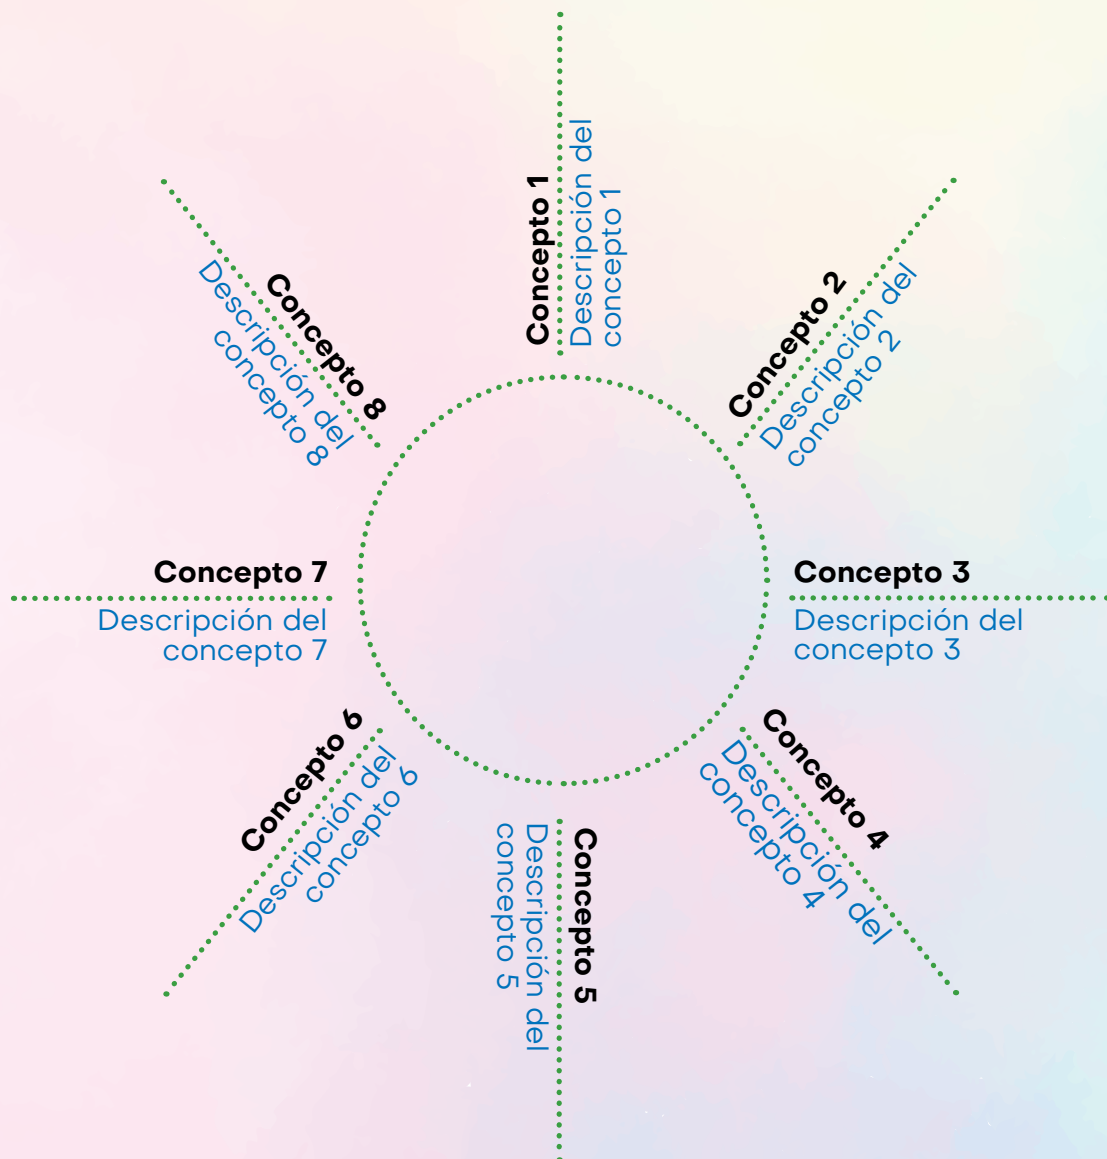 Concepto 1
Descripción del
concepto 1
Concepto 2
Descripción del
concepto 2
Concepto 3
Descripción del
concepto 3
Concepto 4
Descripción del
concepto 4
Concepto 5
Descripción del
concepto 5
Concepto 6
Descripción del
concepto 6
Concepto 7
Descripción del
concepto 7
Concepto 8
Descripción del
concepto 8